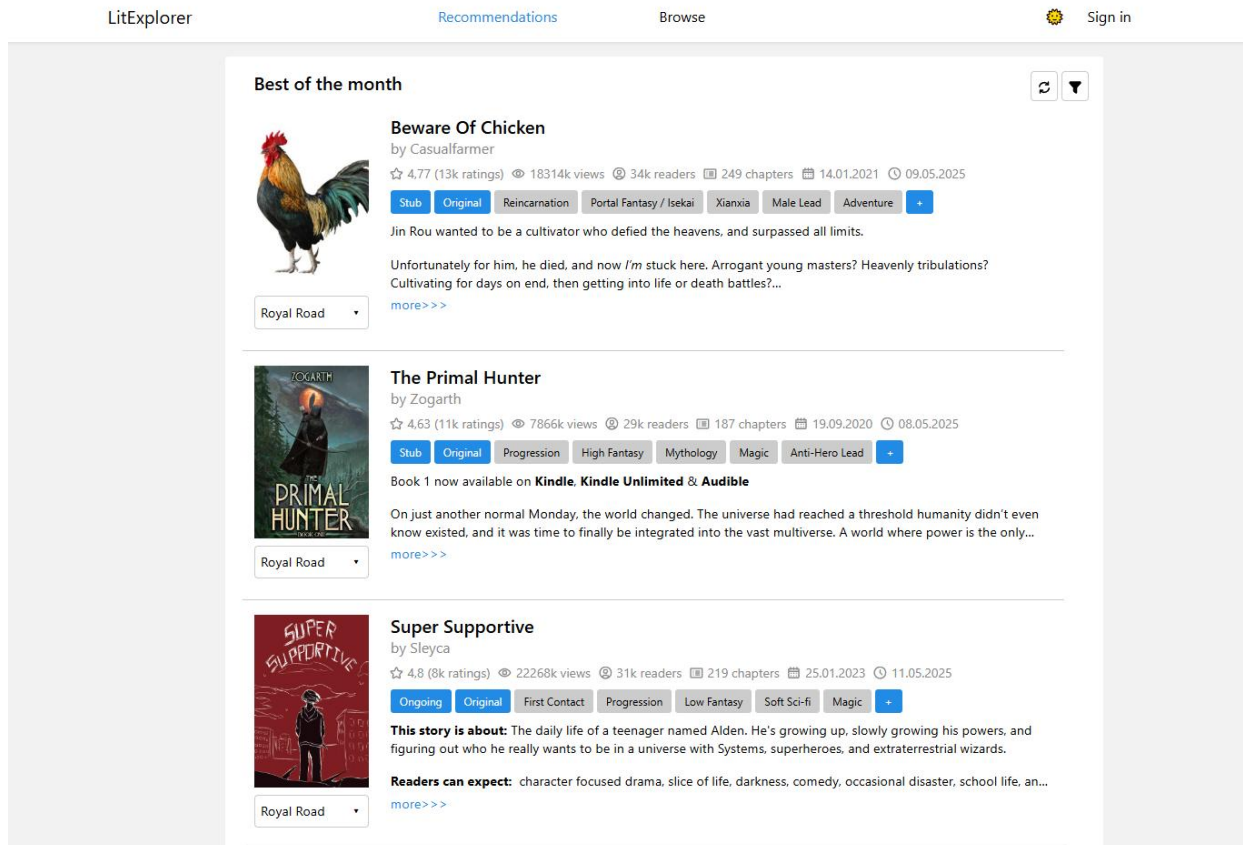 LitExplorer Recommendations Browse Sign in
Best of the month
Beware Of Chicken
by Casualfarmer
4,77 (13k ratings) 18314k views 34k readers 249 chapters 14.01.2021 09.05.2025
Stub Original Reincarnation Portal Fantasy / Isekai Xianxia Male Lead Adventure +
Jin Rou wanted to be a cultivator who defied the heavens, and surpassed all limits.
Unfortunately for him, he died, and now I'm stuck here. Arrogant young masters? Heavenly tribulations?
Cultivating for days on end, then getting into life or death battles?...
more>>>
Royal Road
ZOGARTH
THE
PRIMAL
HUNTER
BOOK ONE
The Primal Hunter
by Zogarth
4,63 (11k ratings) 7866k views 29k readers 187 chapters 19.09.2020 08.05.2025
Stub Original Progression High Fantasy Mythology Magic Anti-Hero Lead +
Book 1 now available on Kindle, Kindle Unlimited & Audible
On just another normal Monday, the world changed. The universe had reached a threshold humanity didn't even
know existed, and it was time to finally be integrated into the vast multiverse. A world where power is the only...
more>>>
Royal Road
SUPER
SUPPORTIVE
Super Supportive
by Sleyca
4,8 (8k ratings) 22268k views 31k readers 219 chapters 25.01.2023 11.05.2025
Ongoing Original First Contact Progression Low Fantasy Soft Sci-fi Magic +
This story is about: The daily life of a teenager named Alden. He's growing up, slowly growing his powers, and
figuring out who he really wants to be in a universe with Systems, superheroes, and extraterrestrial wizards.
Readers can expect: character focused drama, slice of life, darkness, comedy, occasional disaster, school life, an...
more>>>
Royal Road